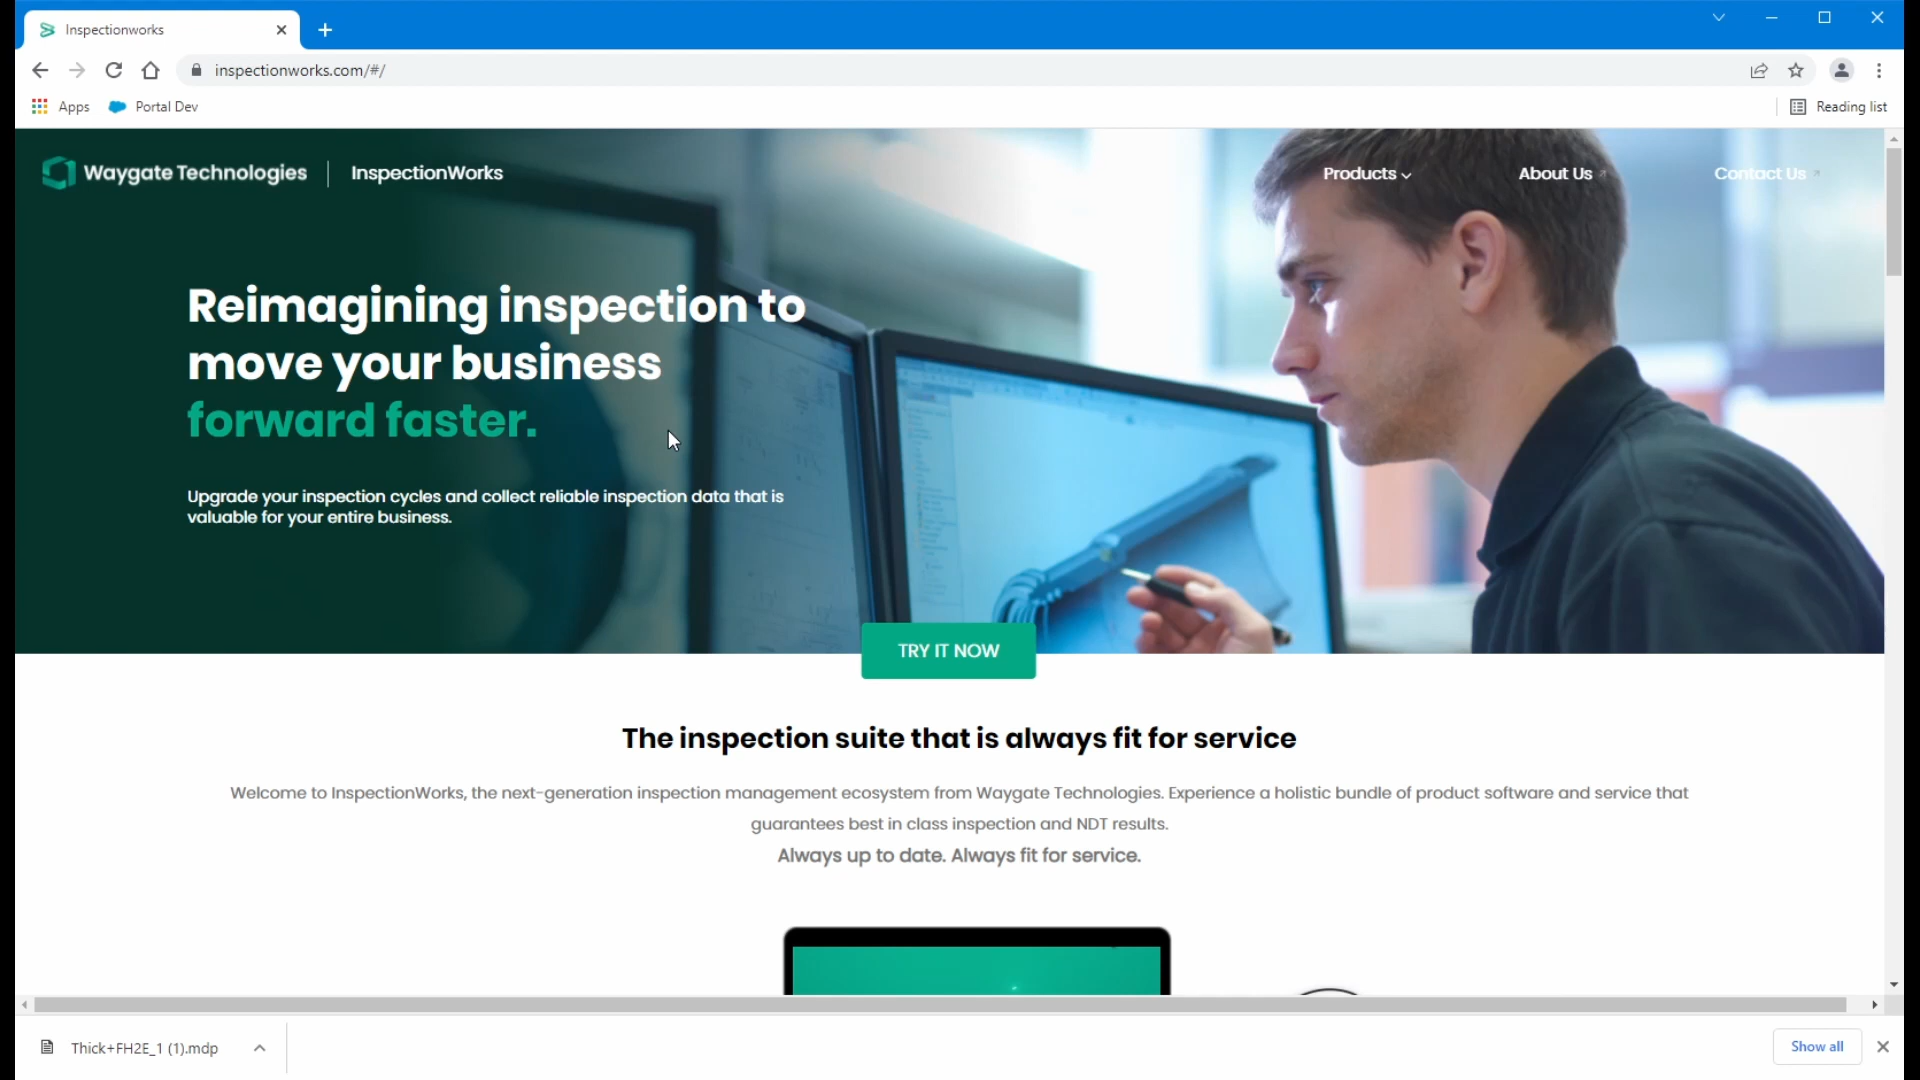 Inspectionworks
inspectionworks.com/#/
Apps
Portal Dev
Reading list
Waygate Technologies
InspectionWorks
Products
About Us
Contact Us
Reimagining inspection to
move your business
forward faster.
Upgrade your inspection cycles and collect reliable inspection data that is
valuable for your entire business.
TRY IT NOW
The inspection suite that is always fit for service
Welcome to InspectionWorks, the next-generation inspection management ecosystem from Waygate Technologies. Experience a holistic bundle of product software and service that
guarantees best in class inspection and NDT results.
Always up to date. Always fit for service.
Thick+FH2E_1 (1).mdp
Show all